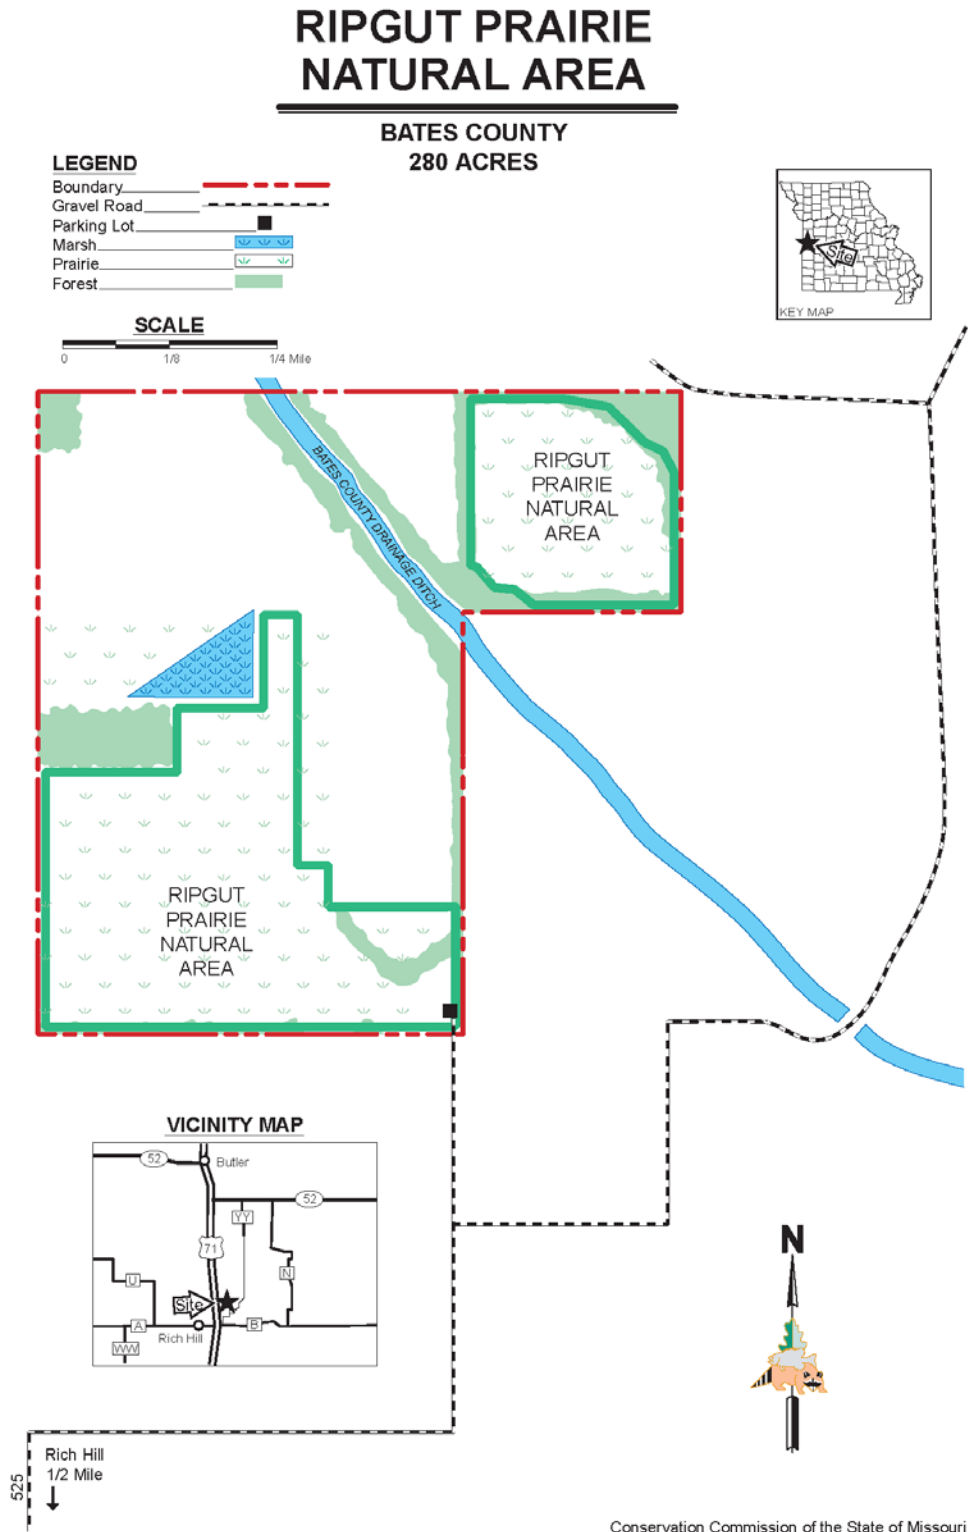 RIPGUT PRAIRIE
NATURAL AREA
BATES COUNTY
280 ACRES
LEGEND
Boundary
Gravel Road
Parking Lot
Marsh
Prairie
Forest
Site
KEY MAP
SCALE
0 1/8 1/4 Mile
BATES COUNTY DRAINAGE DITCH
RIPGUT
PRAIRIE
NATURAL
AREA
RIPGUT
PRAIRIE
NATURAL
AREA
VICINITY MAP
52
Butler
52
YY
71
N
U
Site
A
Rich Hill
B
WW
N
Rich Hill
1/2 Mile
525
Conservation Commission of the State of Missouri